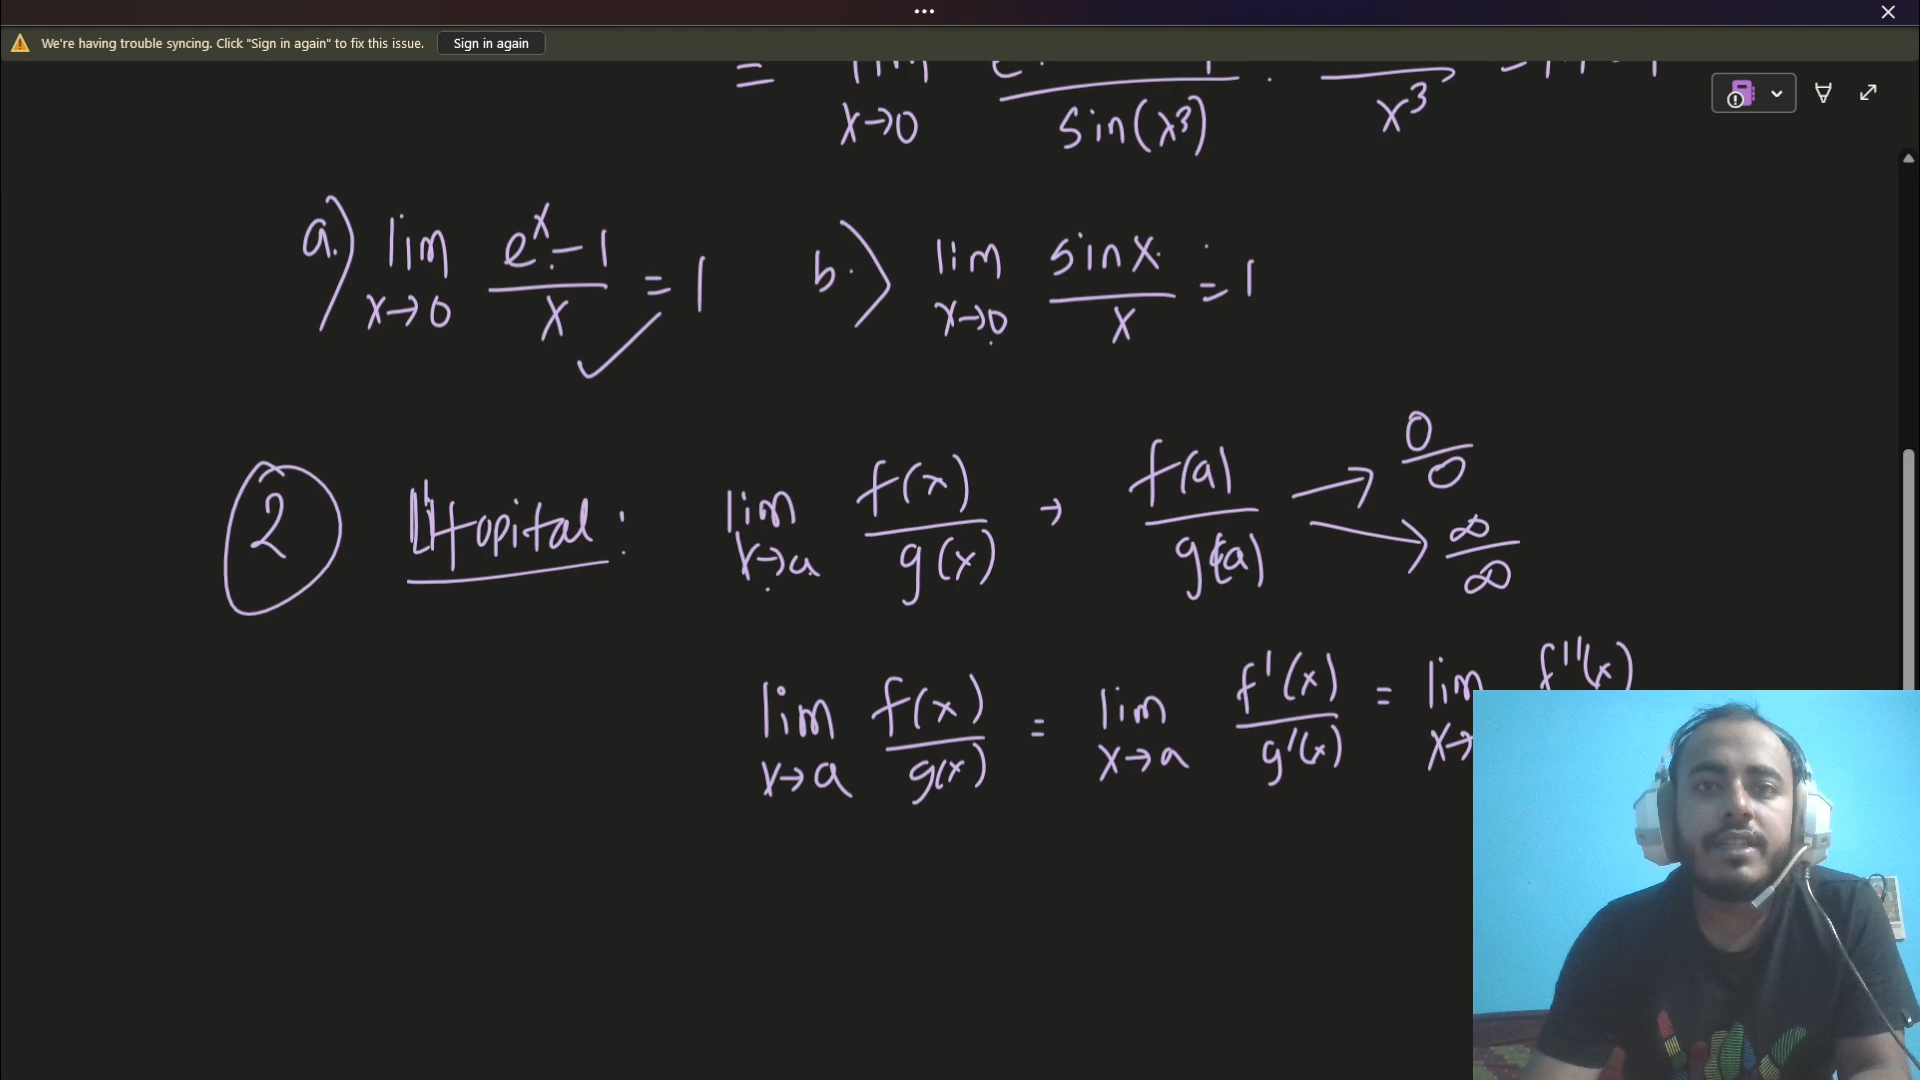 We're having trouble syncing. Click "Sign in again" to fix this issue. Sign in again
= lim x→0 sin(x³) · x³ =
a.) lim x→0 eˣ - 1 / x = 1 b.) lim x→0 sin x / x = 1
2 L'Hopital: lim x→a f(x) / g(x) → f(a) / g(a) → 0/0 → ∞/∞
lim x→a f(x) / g(x) = lim x→a f'(x) / g'(x) = lim x→ f''(x)